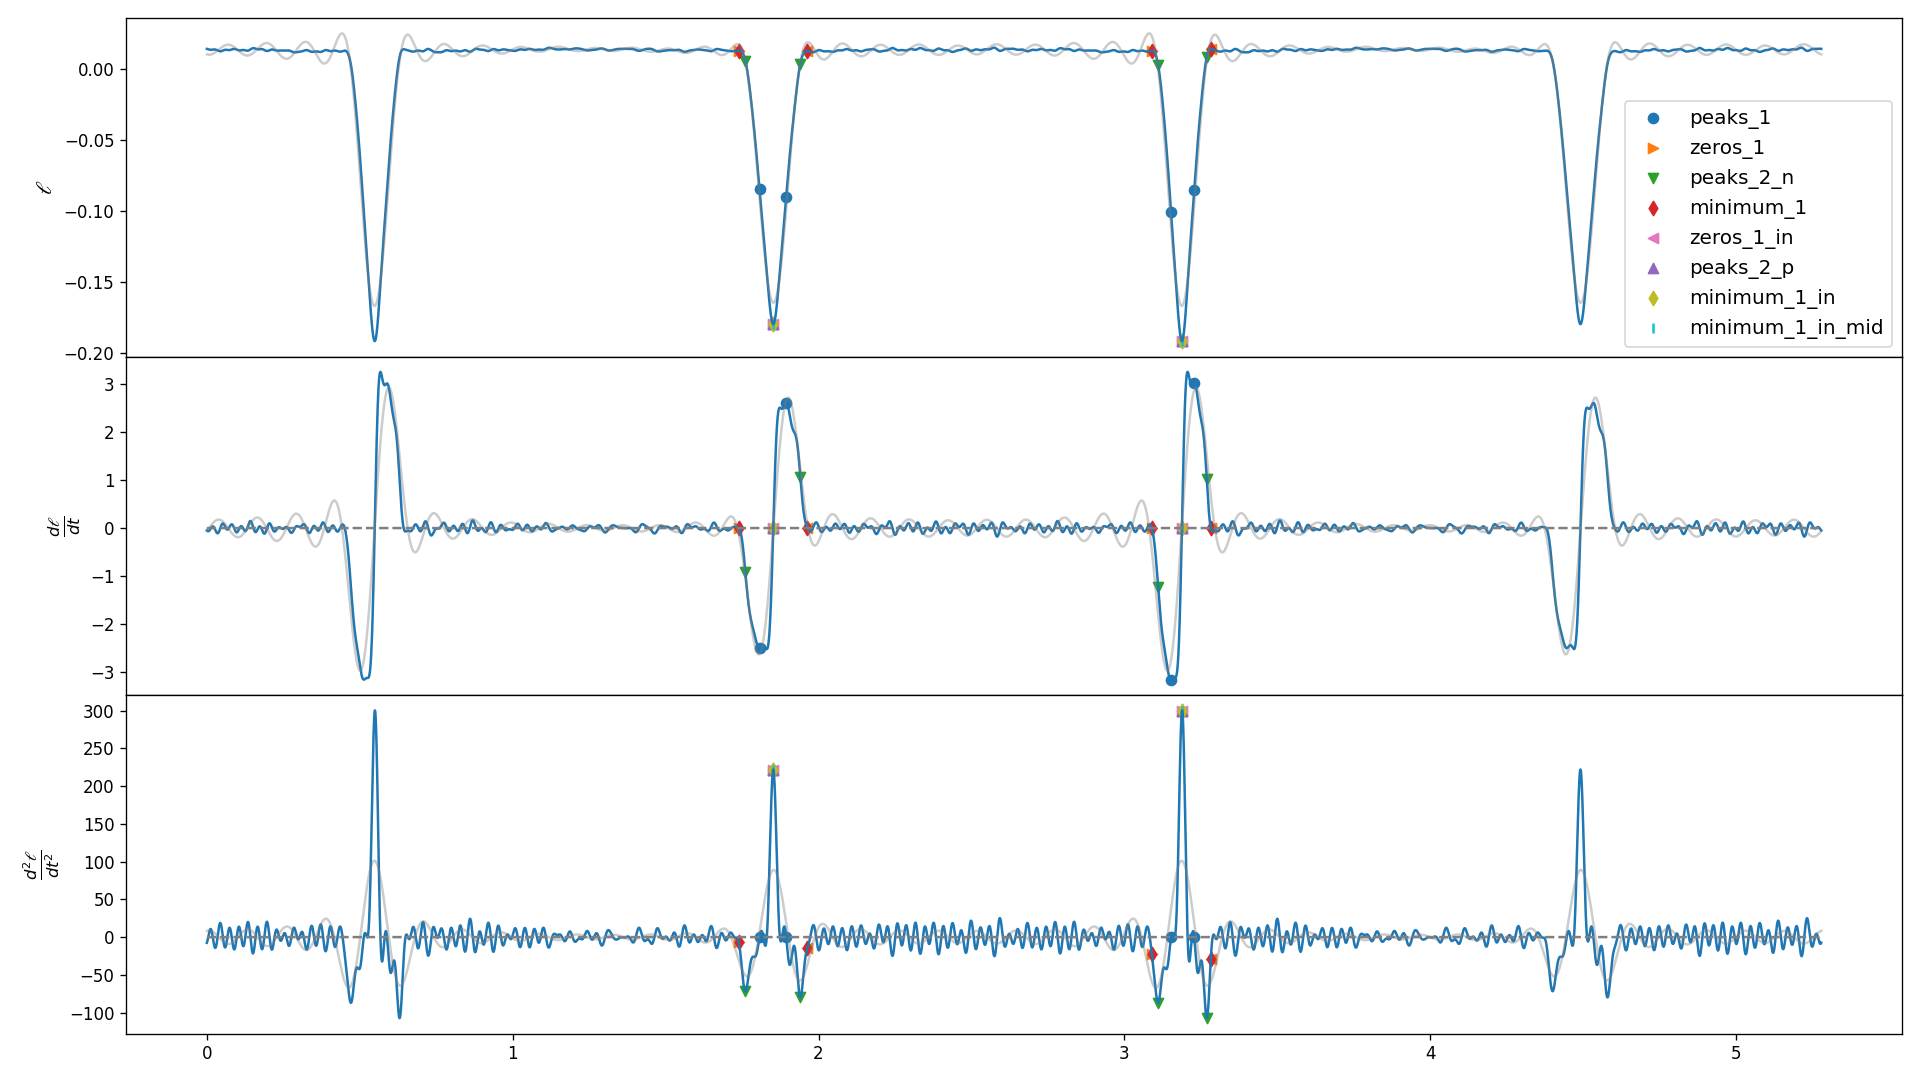 0.00
−0.05
−0.10
−0.15
−0.20
ℓ
peaks_1
zeros_1
peaks_2_n
minimum_1
zeros_1_in
peaks_2_p
minimum_1_in
minimum_1_in_mid
3
2
1
0
−1
−2
−3
dℓ
dt
300
250
200
150
100
50
0
−50
−100
d²ℓ
dt²
0 1 2 3 4 5